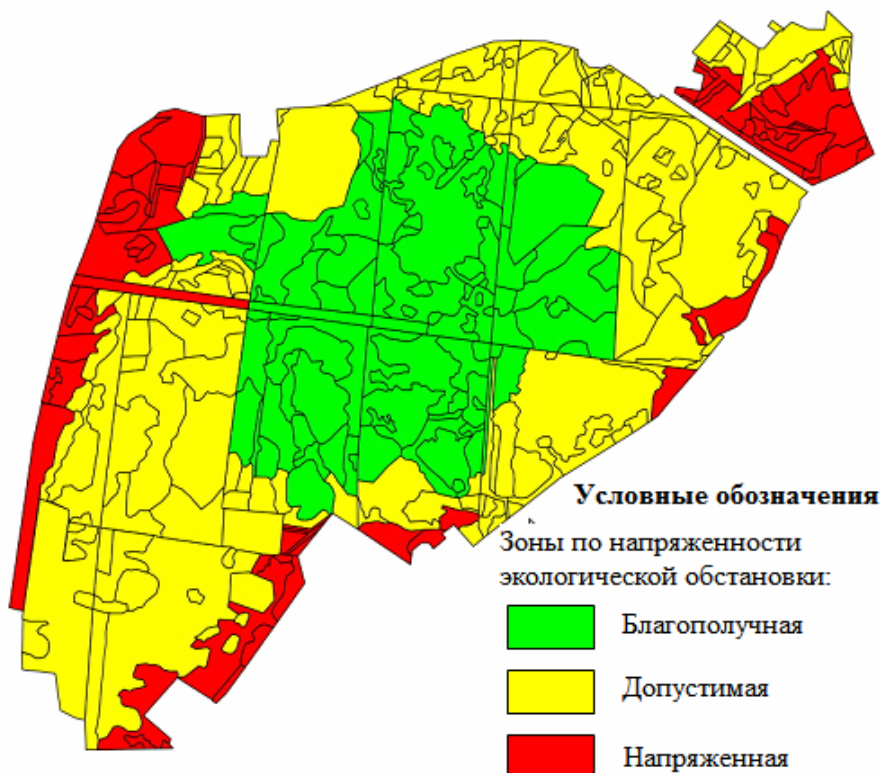 Условные обозначения
Зоны по напряженности
экологической обстановки:
Благополучная
Допустимая
Напряженная